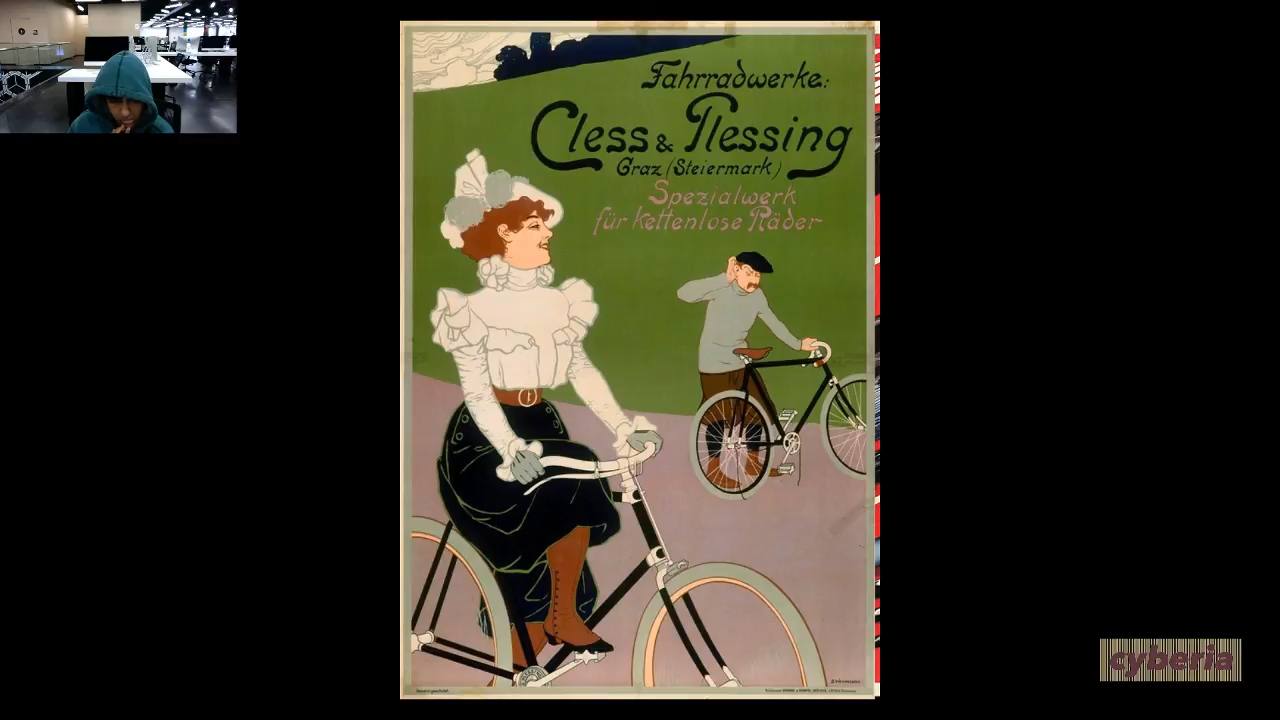 Fahrradwerke:
Cless & Plessing
Graz (Steiermark)
Spezialwerk
für kettenlose Räder
cyberia